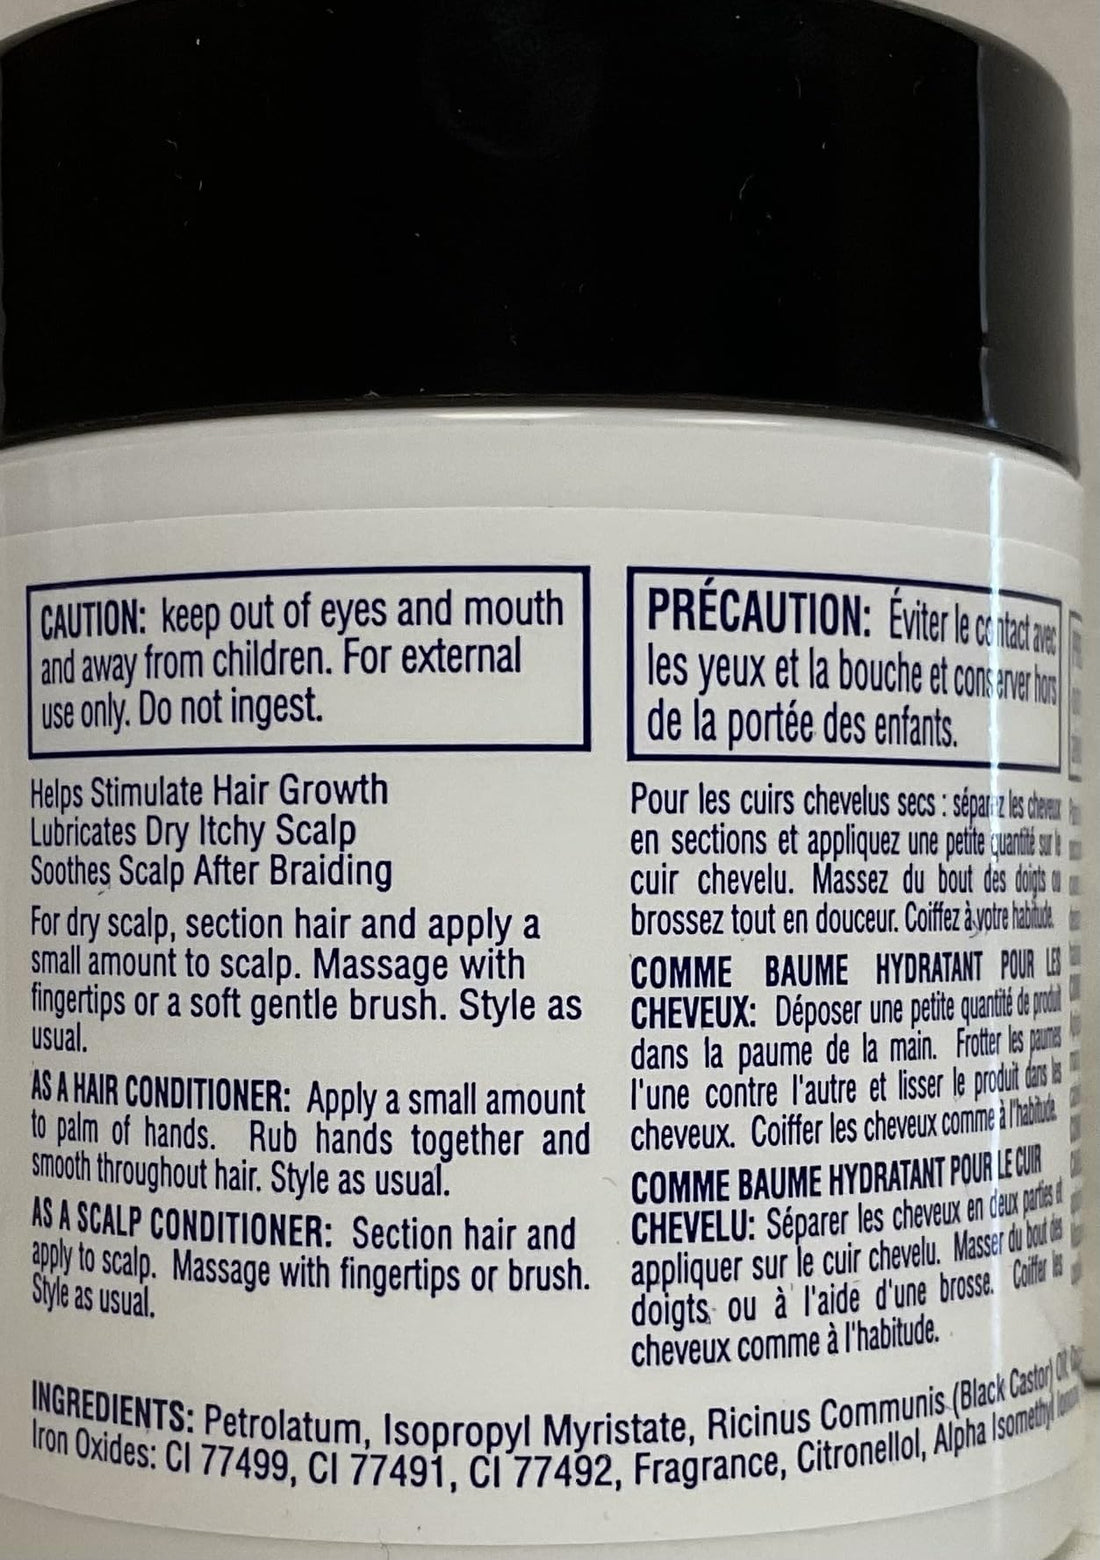 CAUTION: keep out of eyes and mouth
and away from children. For external
use only. Do not ingest.
Helps Stimulate Hair Growth
Lubricates Dry Itchy Scalp
Soothes Scalp After Braiding
For dry scalp, section hair and apply a
small amount to scalp. Massage with
fingertips or a soft gentle brush. Style as
usual.
AS A HAIR CONDITIONER: Apply a small amount
to palm of hands. Rub hands together and
smooth throughout hair. Style as usual.
AS A SCALP CONDITIONER: Section hair and
apply to scalp. Massage with fingertips or brush.
Style as usual.
PRÉCAUTION: Éviter le contact avec
les yeux et la bouche et conserver hors
de la portée des enfants.
Pour les cuirs chevelus secs : séparez les cheveux
en sections et appliquez une petite quantité sur le
cuir chevelu. Massez du bout des doigts ou
brossez tout en douceur. Coiffez à votre habitude.
COMME BAUME HYDRATANT POUR LES
CHEVEUX: Déposer une petite quantité de produit
dans la paume de la main. Frotter les paumes
l'une contre l'autre et lisser le produit dans les
cheveux. Coiffer les cheveux comme à l'habitude.
COMME BAUME HYDRATANT POUR LE CUIR
CHEVELU: Séparer les cheveux en deux parties et
appliquer sur le cuir chevelu. Masser du bout des
doigts ou à l'aide d'une brosse. Coiffer les
cheveux comme à l'habitude.
INGREDIENTS: Petrolatum, Isopropyl Myristate, Ricinus Communis (Black Castor) Oil,
Iron Oxides: CI 77499, CI 77491, CI 77492, Fragrance, Citronellol, Alpha Isomethyl